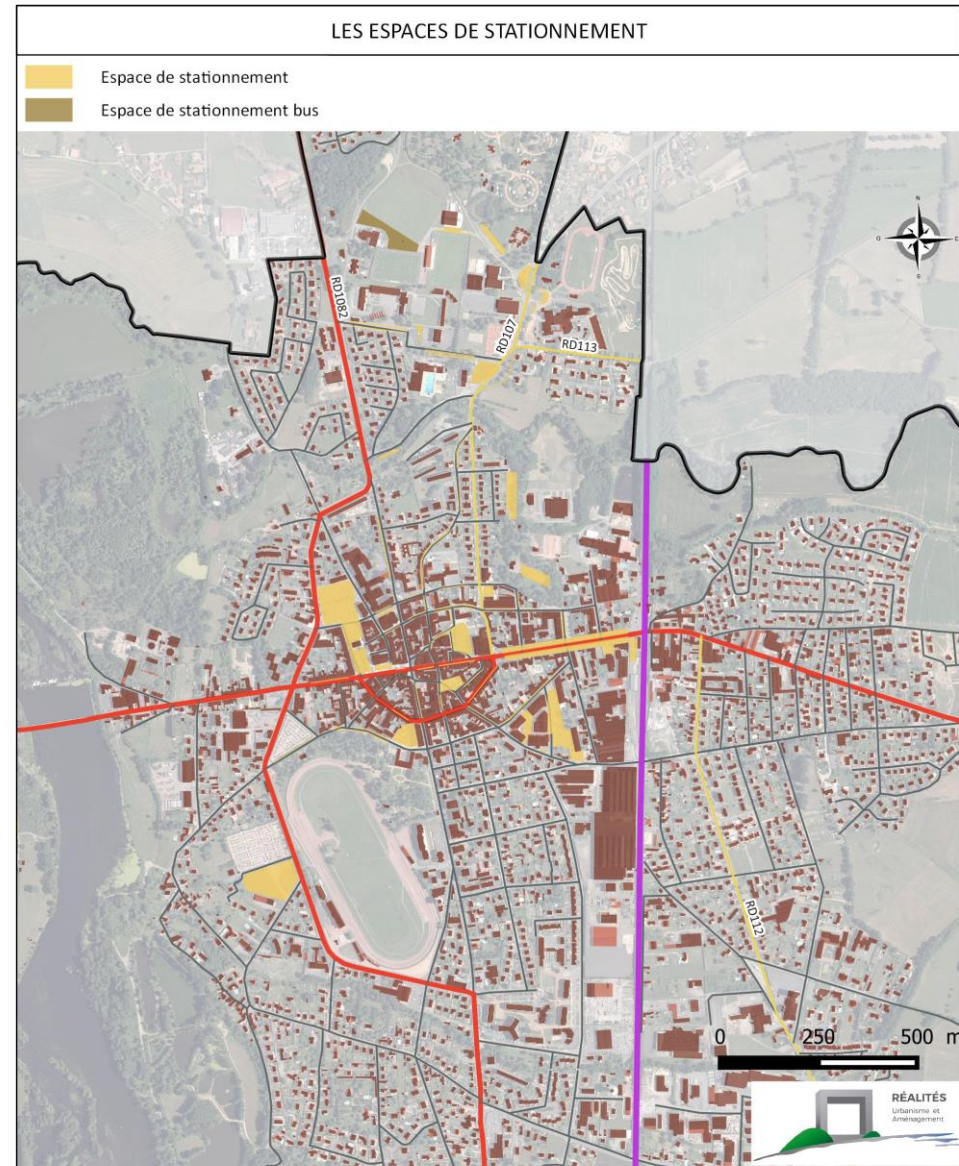 LES ESPACES DE STATIONNEMENT
Espace de stationnement
Espace de stationnement bus
N
O
E
S
RD1082
RD107
RD113
RD112
0 250 500 m
RÉALITÉS
Urbanisme et
Aménagement